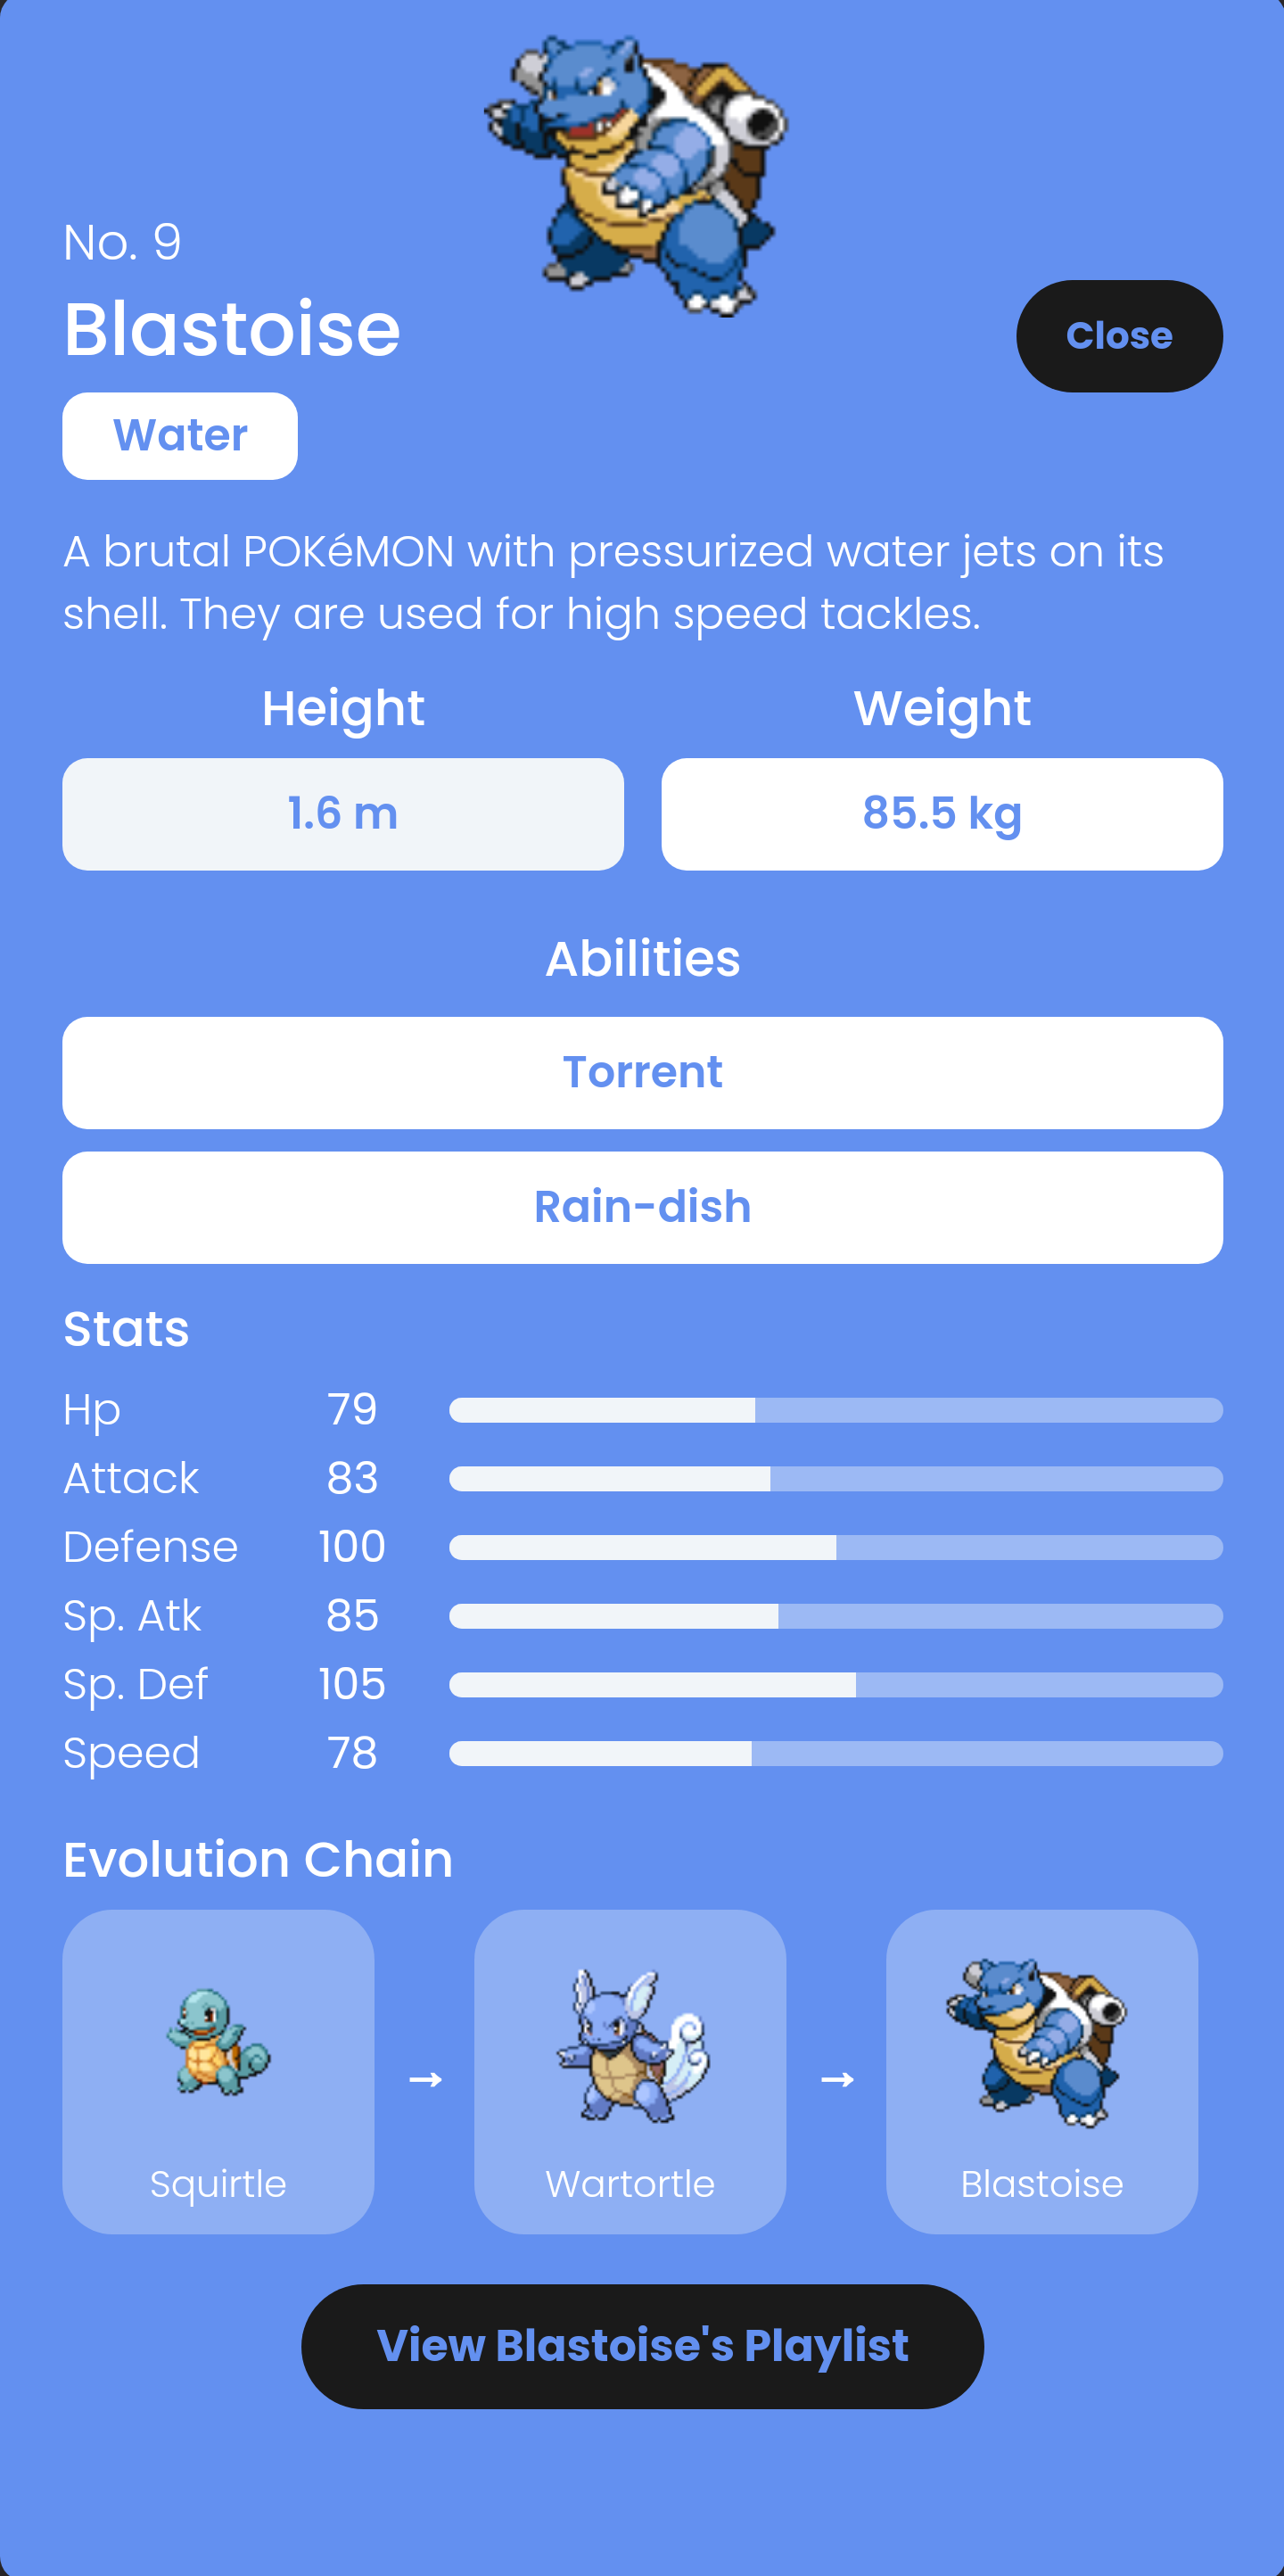 No. 9
Blastoise
Close
Water
A brutal POKéMON with pressurized water jets on its
shell. They are used for high speed tackles.
Height
Weight
1.6 m
85.5 kg
Abilities
Torrent
Rain-dish
Stats
Hp 79
Attack 83
Defense 100
Sp. Atk 85
Sp. Def 105
Speed 78
Evolution Chain
→ →
Squirtle Wartortle Blastoise
View Blastoise's Playlist